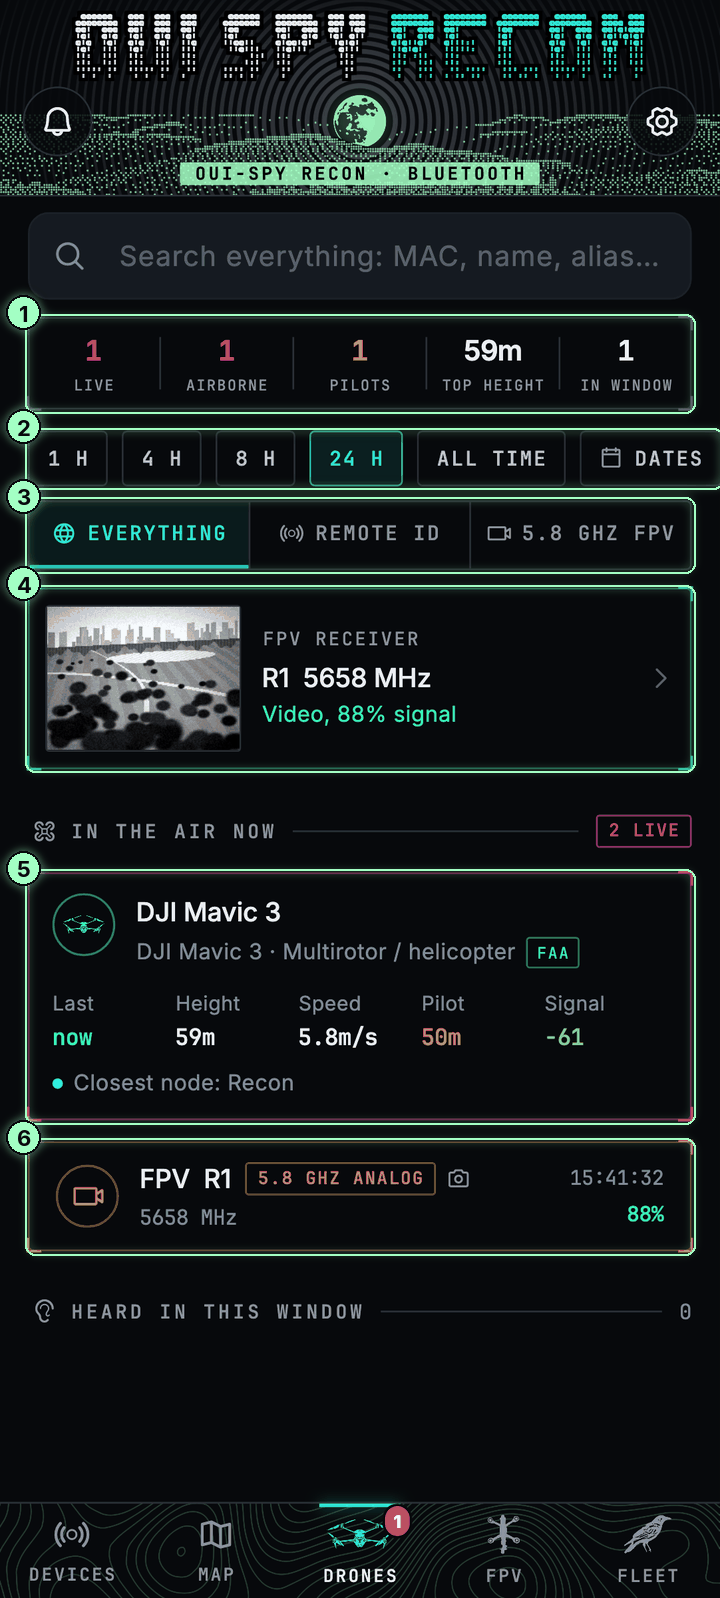 OUI SPY RECON
OUI-SPY RECON · BLUETOOTH
Search everything: MAC, name, alias...
1
1 1 1 59m 1
LIVE AIRBORNE PILOTS TOP HEIGHT IN WINDOW
2
1 H 4 H 8 H 24 H ALL TIME DATES
3
EVERYTHING REMOTE ID 5.8 GHZ FPV
4
FPV RECEIVER
R1 5658 MHz
Video, 88% signal
IN THE AIR NOW 2 LIVE
5
DJI Mavic 3
DJI Mavic 3 · Multirotor / helicopter FAA
Last Height Speed Pilot Signal
now 59m 5.8m/s 50m -61
Closest node: Recon
6
FPV R1 5.8 GHZ ANALOG 15:41:32
5658 MHz 88%
HEARD IN THIS WINDOW 0
1
DEVICES MAP DRONES FPV FLEET